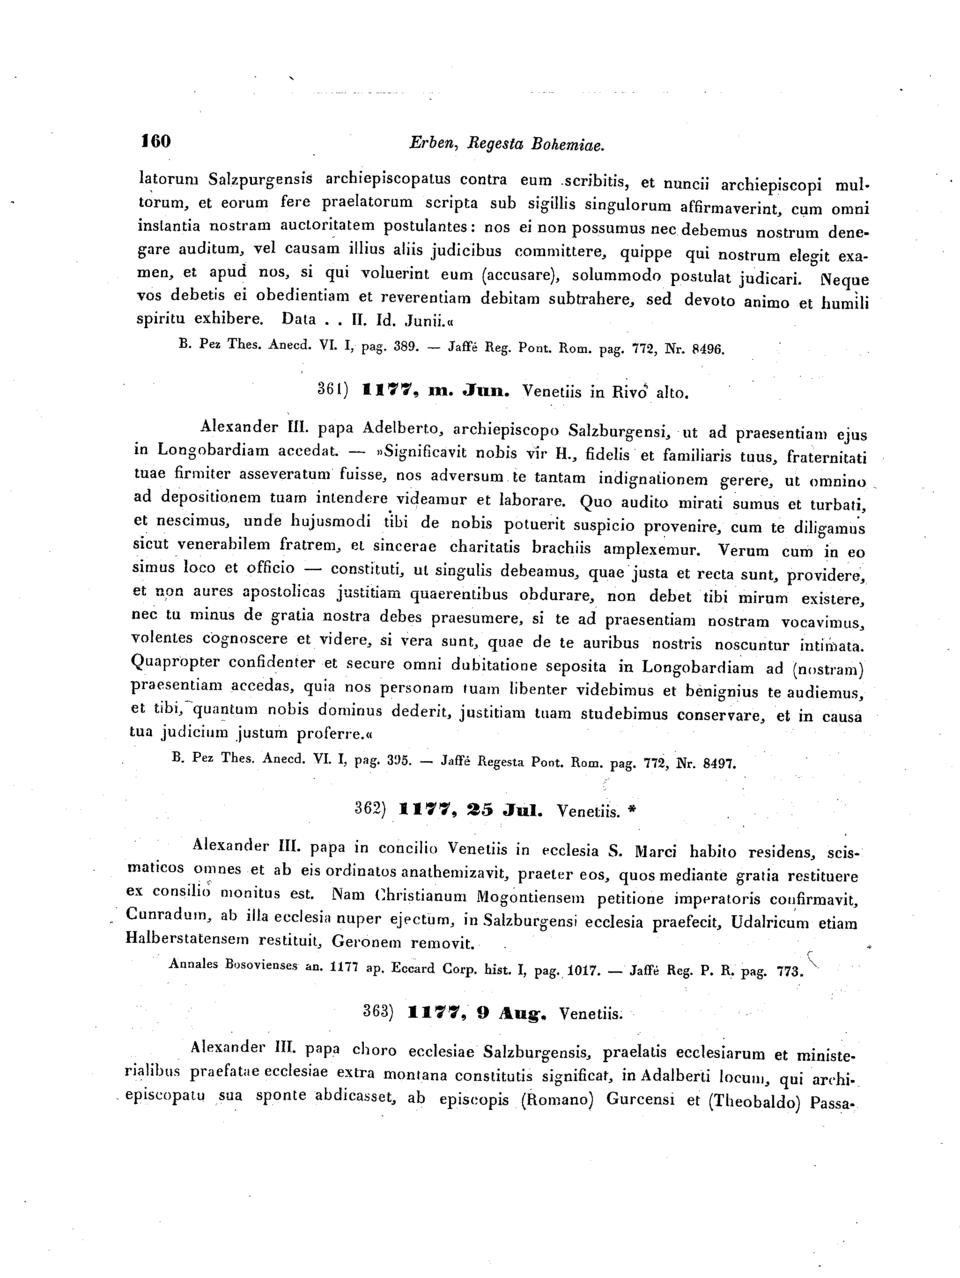 160 Erben, Regesta Bohemiae.
latorum Salzpurgensis archiepiscopatus contra eum scribitis, et nuncii archiepiscopi mul-
torum, et eorum fere praelatorum scripta sub sigillis singulorum affirmaverint, cum omni
instantia nostram auctoritatem postulantes: nos ei non possumus nec debemus nostrum dene-
gare auditum, vel causam illius aliis judicibus committere, quippe qui nostrum elegit exa-
men, et apud nos, si qui voluerint eum (accusare), solummodo postulat judicari. Neque
vos debetis ei obedientiam et reverentiam debitam subtrahere, sed devoto animo et humili
spiritu exhibere. Data . . II. Id. Junii.«
B. Pez Thes. Anecd. VI. I, pag. 389. — Jaffé Reg. Pont. Rom. pag. 772, Nr. 8496.
361) 1177, m. Jun. Venetiis in Rivo alto.
Alexander III. papa Adelberto, archiepiscopo Salzburgensi, ut ad praesentiam ejus
in Longobardiam accedat. — »Significavit nobis vir H., fidelis et familiaris tuus, fraternitati
tuae firmiter asseveratum fuisse, nos adversum te tantam indignationem gerere, ut omnino
ad depositionem tuam intendere videamur et laborare. Quo audito mirati sumus et turbati,
et nescimus, unde hujusmodi tibi de nobis potuerit suspicio provenire, cum te diligamus
sicut venerabilem fratrem, et sincerae charitatis brachiis amplexemur. Verum cum in eo
simus loco et officio — constituti, ut singulis debeamus, quae justa et recta sunt, providere,
et non aures apostolicas justitiam quaerentibus obdurare, non debet tibi mirum existere,
nec tu minus de gratia nostra debes praesumere, si te ad praesentiam nostram vocavimus,
volentes cognoscere et videre, si vera sunt, quae de te auribus nostris noscuntur intimata.
Quapropter confidenter et secure omni dubitatione seposita in Longobardiam ad (nostram)
praesentiam accedas, quia nos personam tuam libenter videbimus et benignius te audiemus,
et tibi, quantum nobis dominus dederit, justitiam tuam studebimus conservare, et in causa
tua judicium justum proferre.«
B. Pez Thes. Anecd. VI. I, pag. 395. — Jaffé Regesta Pont. Rom. pag. 772, Nr. 8497.
362) 1177, 25 Jul. Venetiis. *
Alexander III. papa in concilio Venetiis in ecclesia S. Marci habito residens, scis-
maticos omnes et ab eis ordinatos anathemizavit, praeter eos, quos mediante gratia restituere
ex consilio monitus est. Nam Christianum Mogontiensem petitione imperatoris confirmavit,
Cunradum, ab illa ecclesia nuper ejectum, in Salzburgensi ecclesia praefecit, Udalricum etiam
Halberstatensem restituit, Geronem removit.
Annales Bosovienses an. 1177 ap. Eccard Corp. hist. I, pag. 1017. — Jaffé Reg. P. R. pag. 773.
363) 1177, 9 Aug. Venetiis.
Alexander III. papa choro ecclesiae Salzburgensis, praelatis ecclesiarum et ministe-
rialibus praefatae ecclesiae extra montana constitutis significat, in Adalberti locum, qui archi-
episcopatu sua sponte abdicasset, ab episcopis (Romano) Gurcensi et (Theobaldo) Passa-